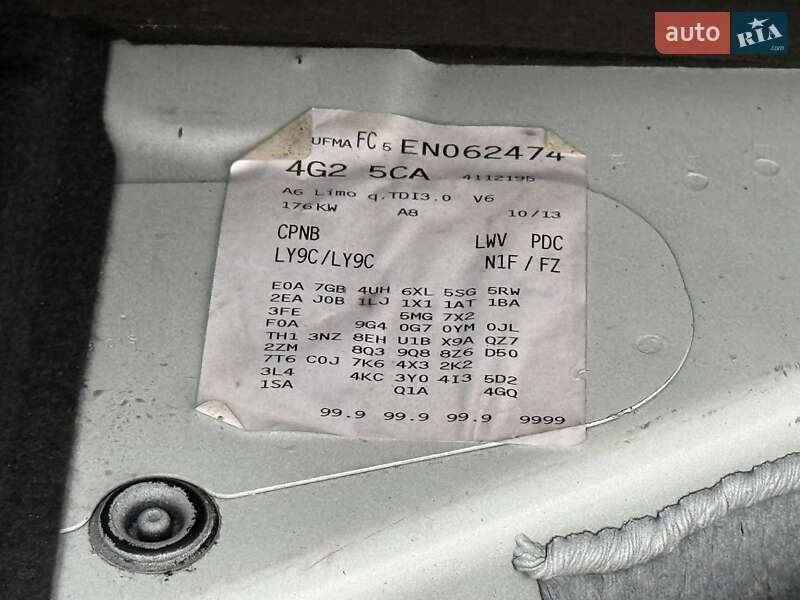 auto RIA .com
UFMA FC 5 EN062474
4G2 5CA 4112195
A6 Limo q.TDI3.0 V6
176KW A8 10/13
CPNB LWV PDC
LY9C/LY9C N1F / FZ
E0A 7GB 4UH 6XL 5SG 5RW
2EA J0B 1LJ 1X1 1AT 1BA
3FE 5MG 7X2
F0A 9G4 0G7 0YM 0JL
TH1 3NZ 8EH U1B X9A QZ7
2ZM 8Q3 9Q8 8Z6 D50
7T6 C0J 7K6 4X3 2K2
3L4 4KC 3Y0 4I3 5D2
1SA Q1A 4GQ
99.9 99.9 99.9 9999